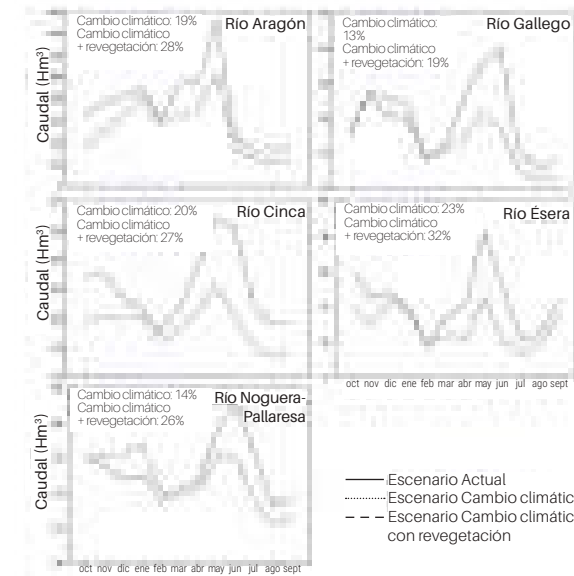 Cambio climático: 19%
Cambio climático
+ revegetación: 28%
Río Aragón
Caudal (Hm³)
Cambio climático:
13%
Cambio climático
+ revegetación: 19%
Río Gallego
Cambio climático: 20%
Cambio climático
+ revegetación: 27%
Río Cinca
Caudal (Hm³)
Cambio climático: 23%
Cambio climático
+ revegetación: 32%
Río Ésera
oct nov dic ene feb mar abr may jun jul ago sept
Cambio climático: 14%
Cambio climático
+ revegetación: 26%
Río Noguera-
Pallaresa
Caudal (Hm³)
oct nov dic ene feb mar abr may jun jul ago sept
Escenario Actual
Escenario Cambio climátic
Escenario Cambio climátic
con revegetación